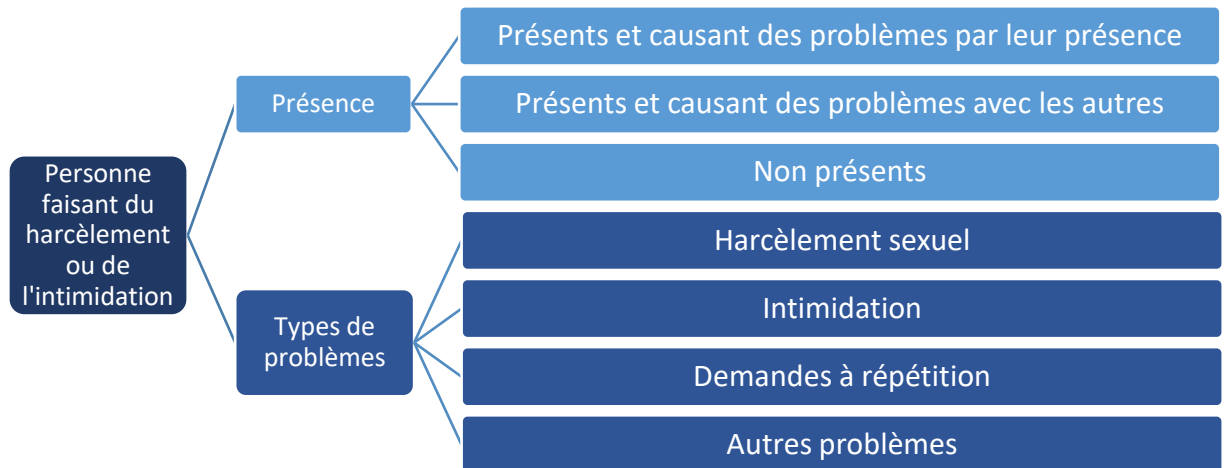 Personne
faisant du
harcèlement
ou de
l'intimidation
Présence
Présents et causant des problèmes par leur présence
Présents et causant des problèmes avec les autres
Non présents
Types de
problèmes
Harcèlement sexuel
Intimidation
Demandes à répétition
Autres problèmes